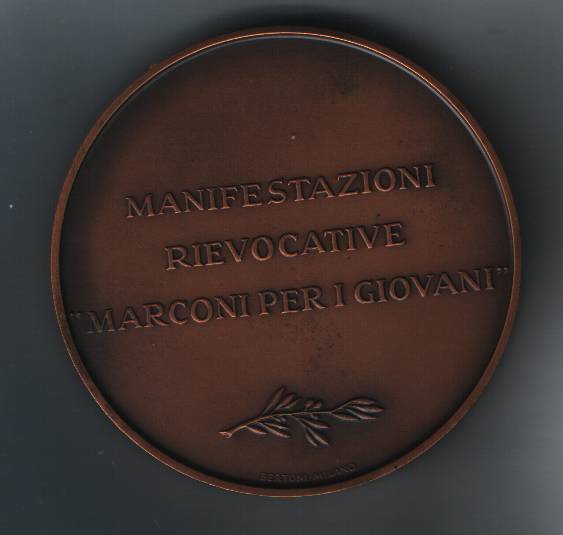 MANIFESTAZIONI
RIEVOCATIVE
"MARCONI PER I GIOVANI"
BERTONI MILANO